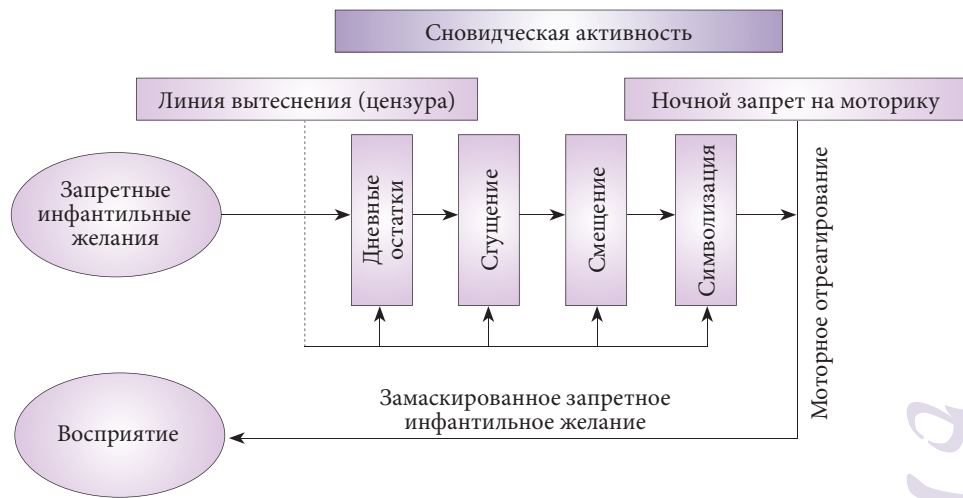 Сновидческая активность
Линия вытеснения (цензура)
Ночной запрет на моторику
Запретные
инфантильные
желания
Дневные
остатки
Сгущение
Смещение
Символизация
Моторное отреагирование
Замаскированное запретное
инфантильное желание
Восприятие